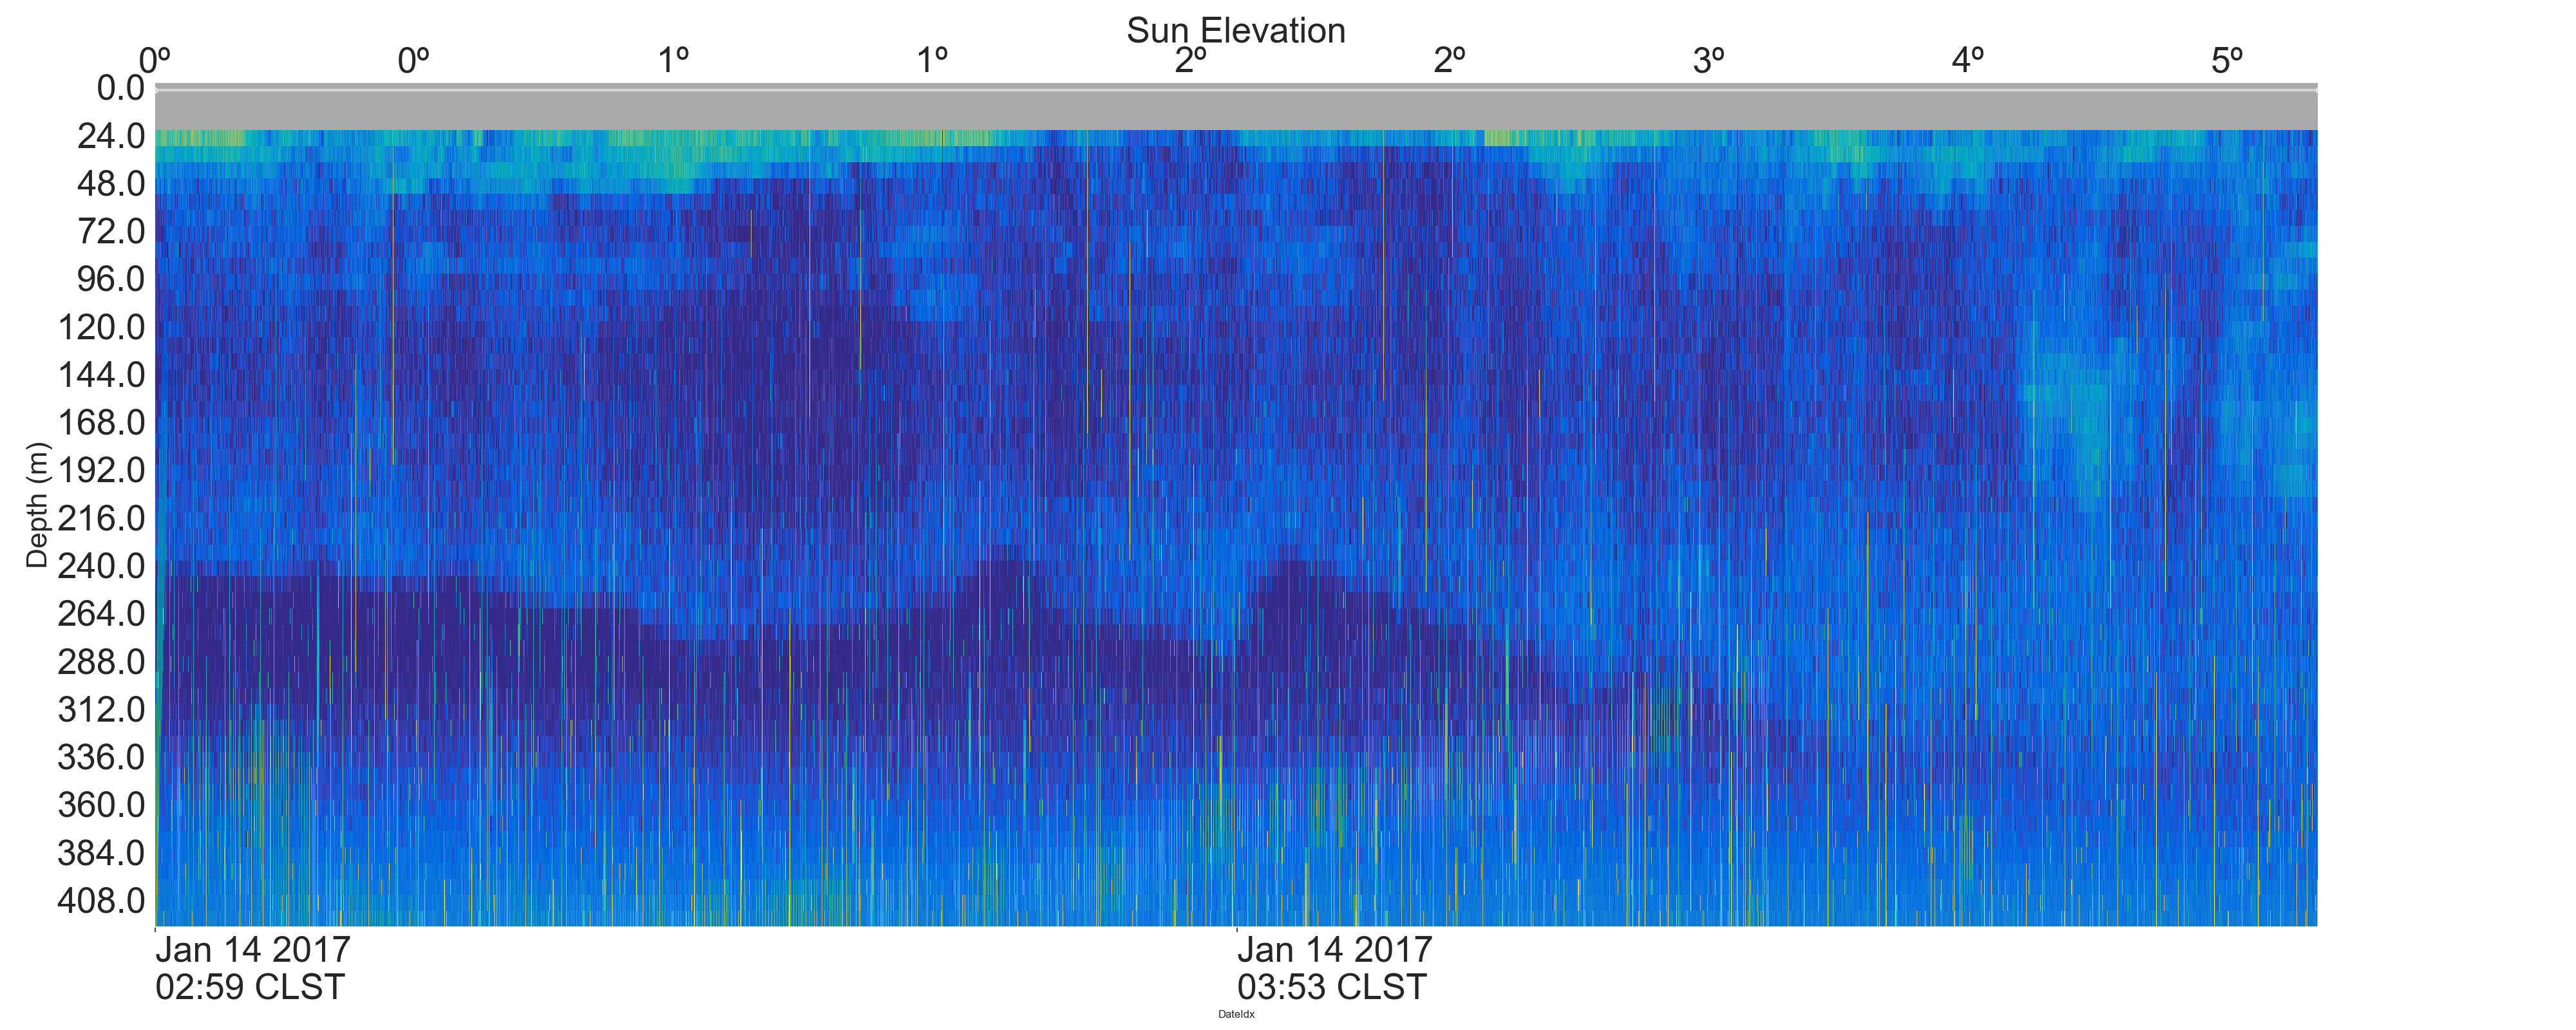 Sun Elevation
0º 0º 1º 1º 2º 2º 3º 4º 5º
0.0
24.0
48.0
72.0
96.0
120.0
144.0
168.0
192.0
216.0
240.0
264.0
288.0
312.0
336.0
360.0
384.0
408.0
Depth (m)
Jan 14 2017
02:59 CLST
Jan 14 2017
03:53 CLST
DateIdx